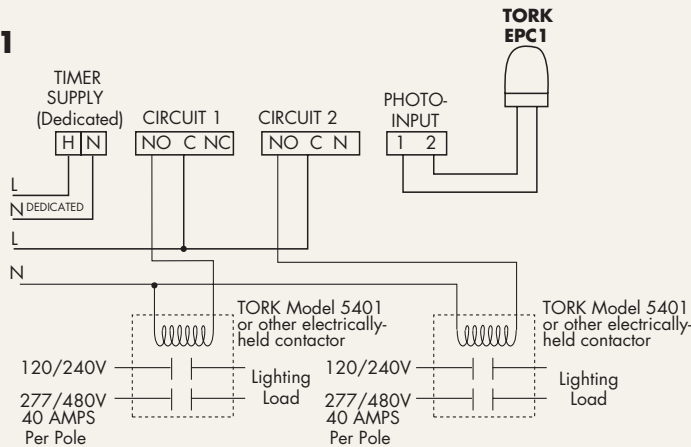 1
TORK
EPC1
TIMER
SUPPLY
(Dedicated)
H N
CIRCUIT 1
NO C NC
CIRCUIT 2
NO C N
PHOTO-
INPUT
1 2
L
N DEDICATED
L
N
TORK Model 5401
or other electrically-
held contactor
120/240V
277/480V
40 AMPS
Per Pole
Lighting
Load
TORK Model 5401
or other electrically-
held contactor
120/240V
277/480V
40 AMPS
Per Pole
Lighting
Load